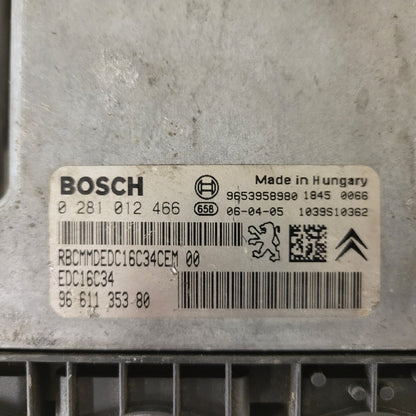 BOSCH
Made in Hungary
9653958980 1845 0066
0 281 012 466 656 06-04-05 1039S10362
RBCMMDEDC16C34CEM 00
EDC16C34
96 611 353 80